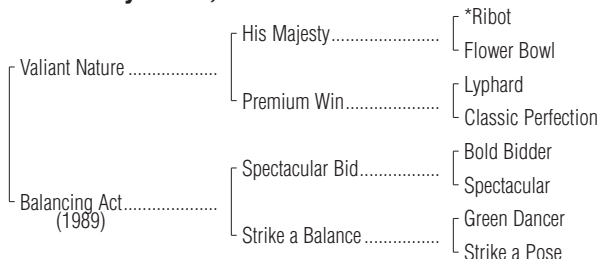 *Ribot
His Majesty....................
Flower Bowl
Valiant Nature ..................
Lyphard
Premium Win....................
Classic Perfection
Bold Bidder
Spectacular Bid.................
Spectacular
Balancing Act....................
(1989)
Green Dancer
Strike a Balance ................
Strike a Pose